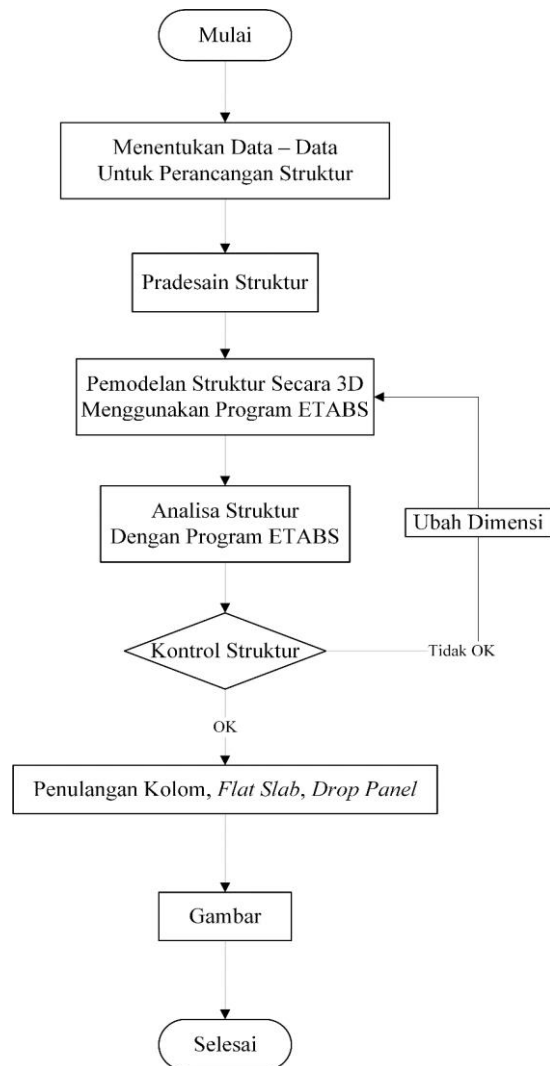 Mulai
Menentukan Data – Data
Untuk Perancangan Struktur
Pradesain Struktur
Pemodelan Struktur Secara 3D
Menggunakan Program ETABS
Analisa Struktur
Dengan Program ETABS
Ubah Dimensi
Kontrol Struktur
Tidak OK
OK
Penulangan Kolom, Flat Slab, Drop Panel
Gambar
Selesai